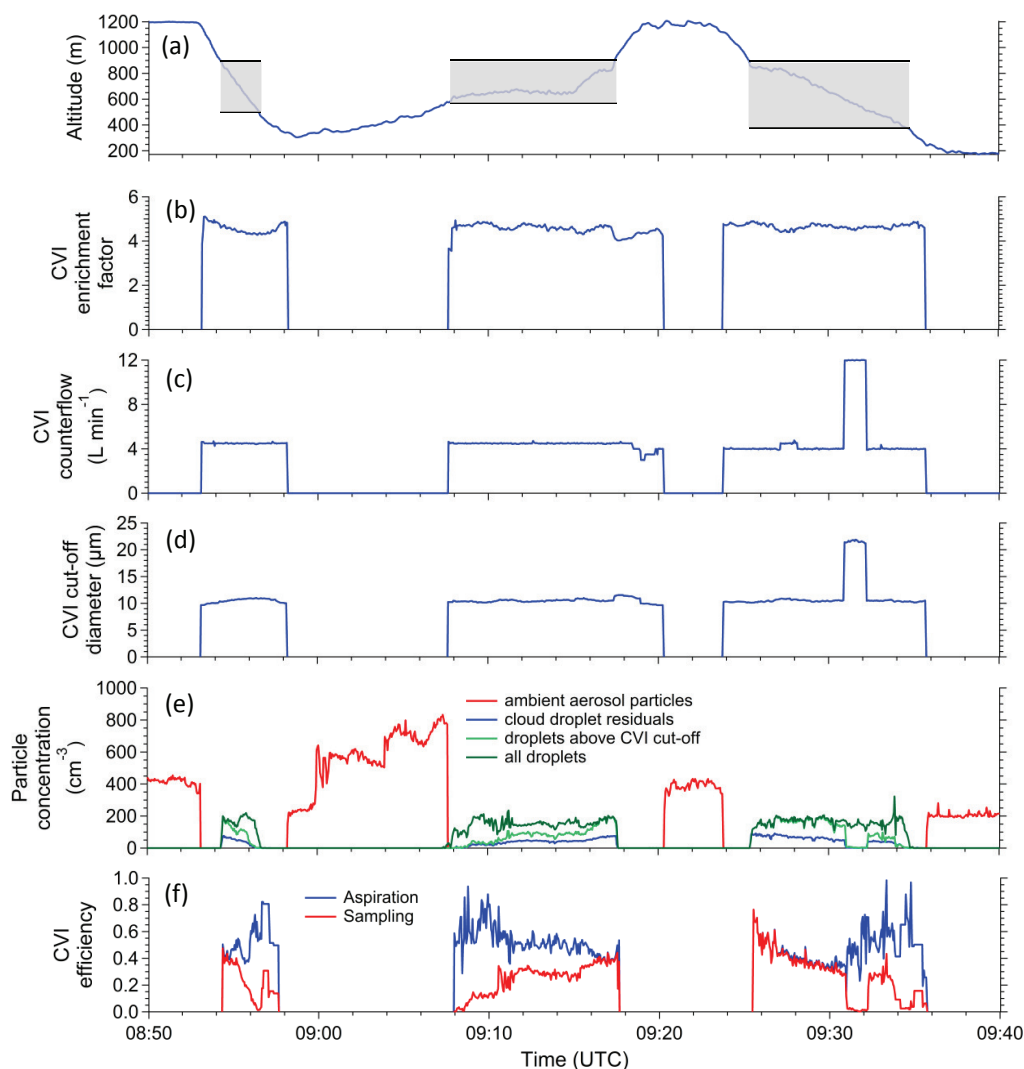 (a)
Altitude (m)
1200
1000
800
600
400
200
(b)
CVI
enrichment
factor
6
4
2
0
(c)
CVI
counterflow
(L min⁻¹)
12
8
4
0
(d)
CVI cut-off
diameter (µm)
25
20
15
10
5
0
(e)
Particle
concentration
(cm⁻³)
1000
800
600
400
200
0
ambient aerosol particles
cloud droplet residuals
droplets above CVI cut-off
all droplets
(f)
CVI
efficiency
1.0
0.8
0.6
0.4
0.2
0.0
Aspiration
Sampling
08:50 09:00 09:10 09:20 09:30 09:40
Time (UTC)